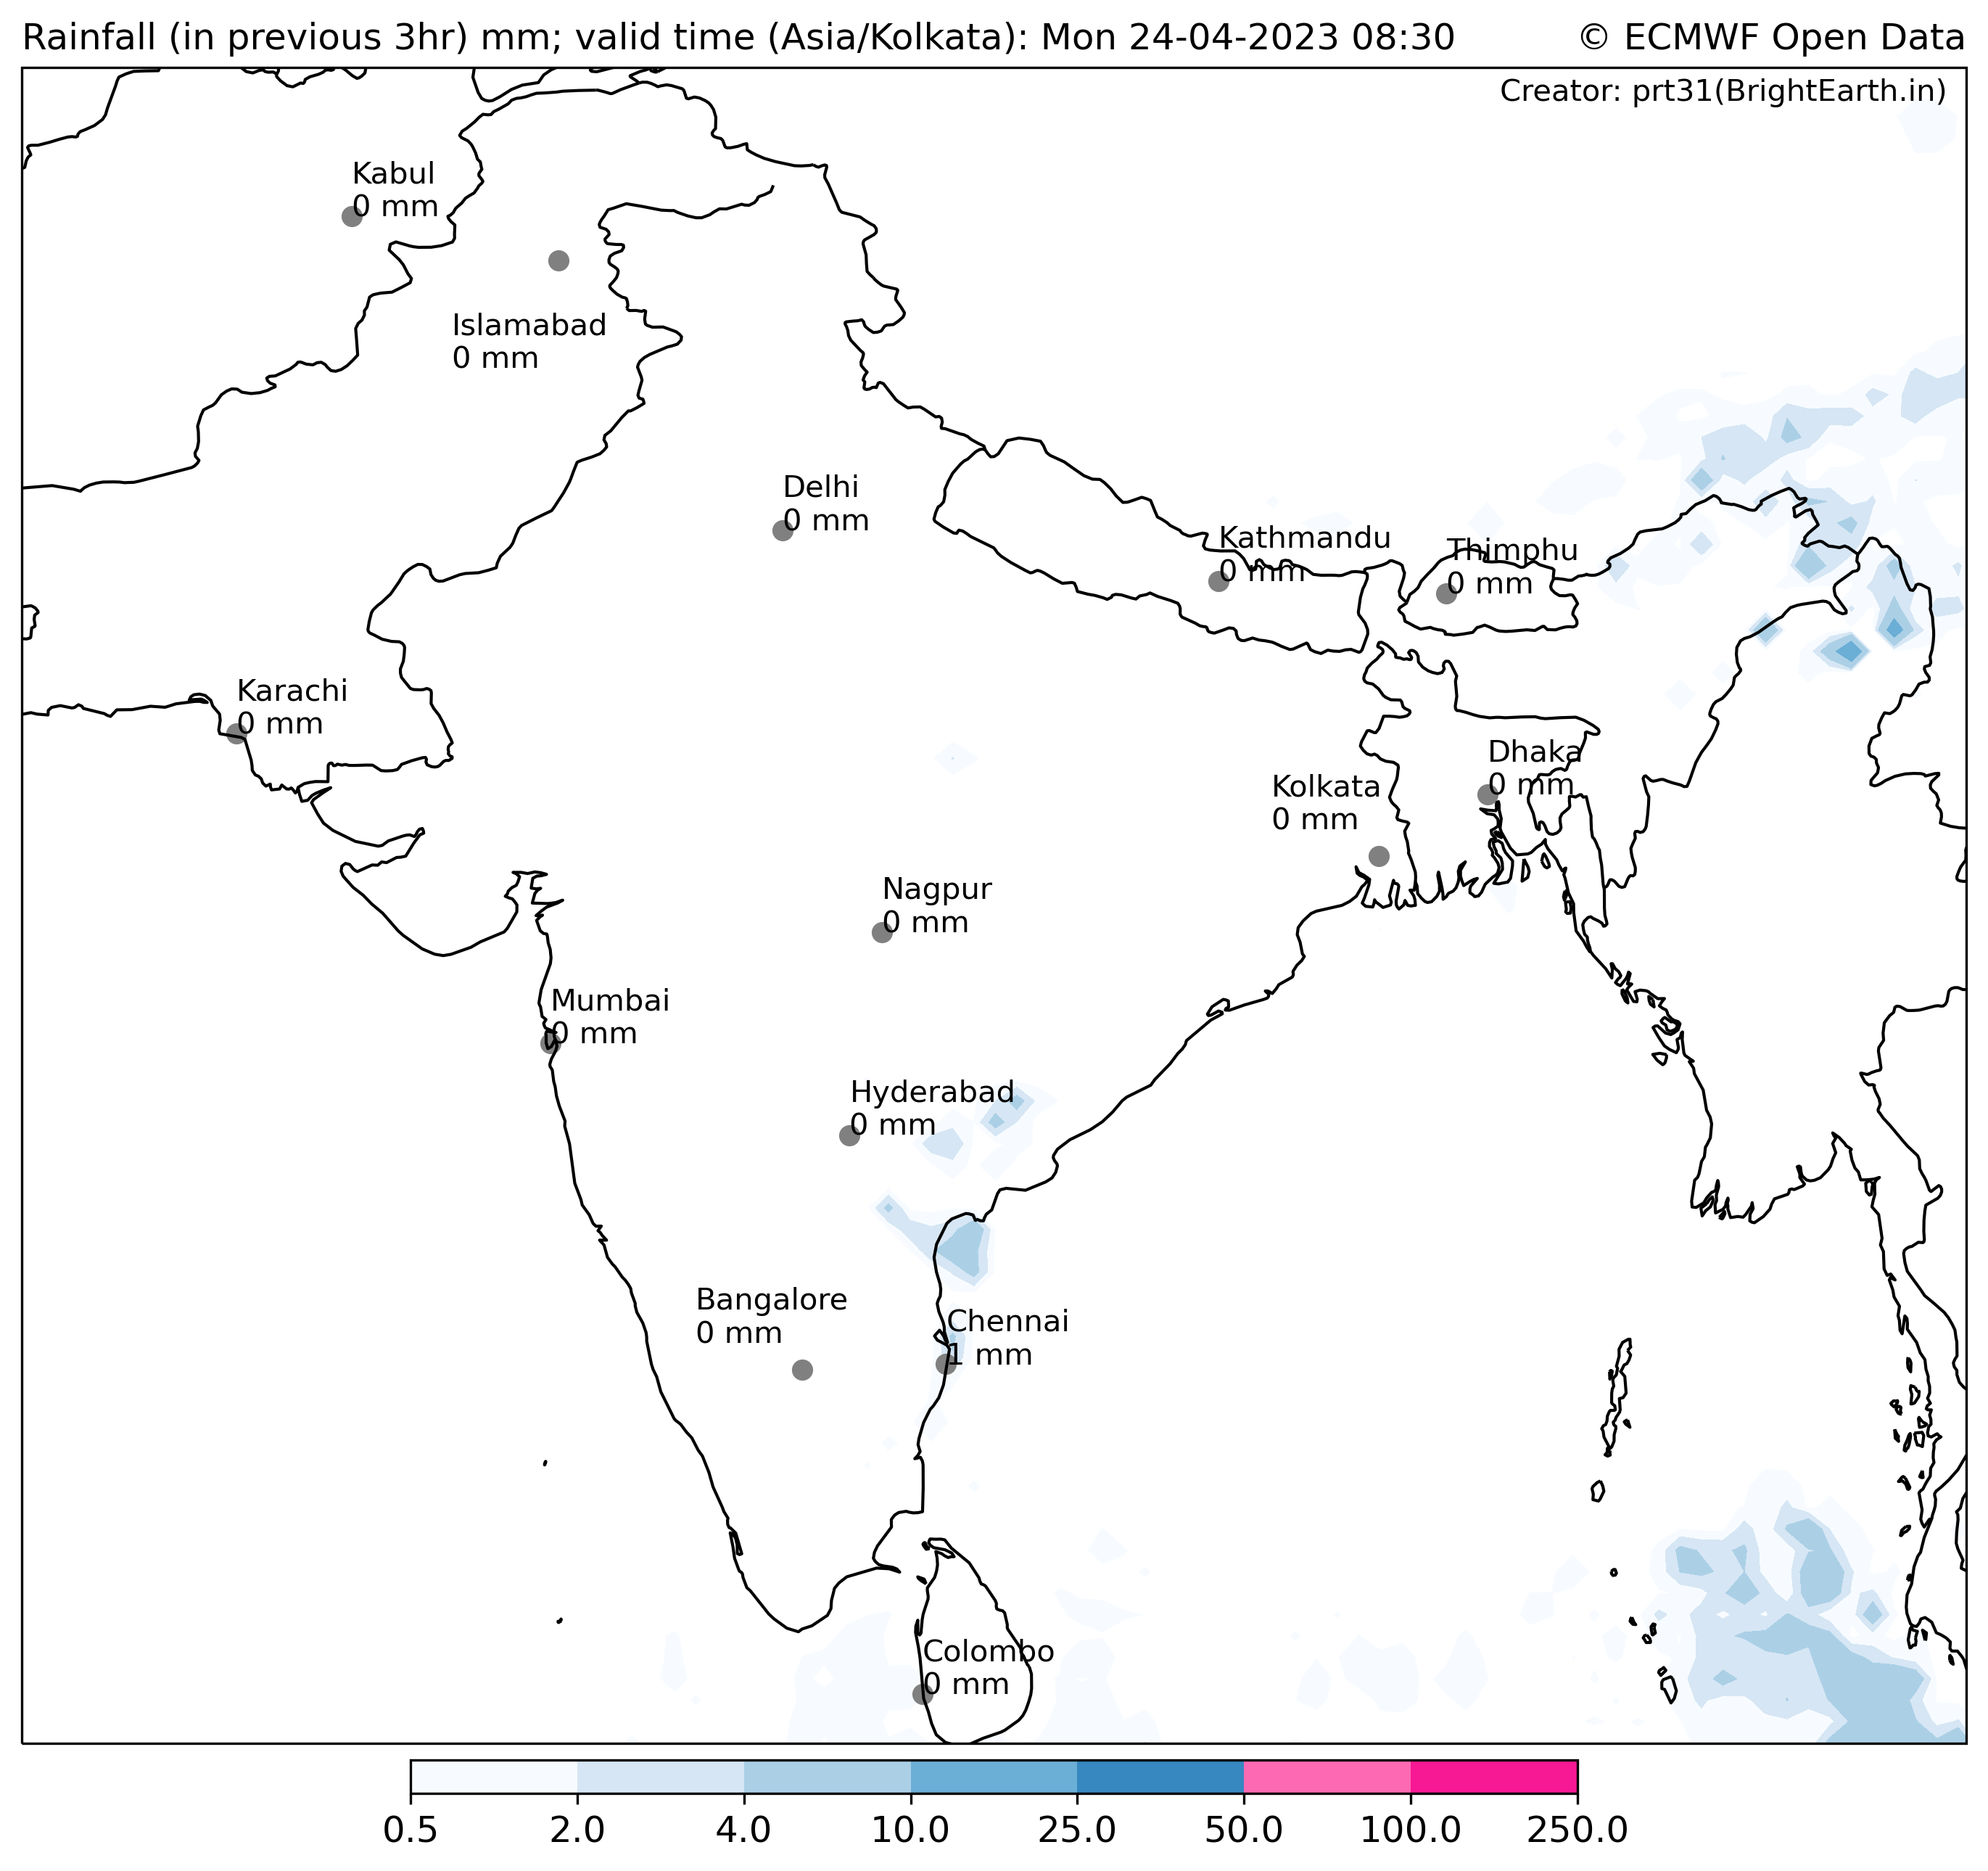 Rainfall (in previous 3hr) mm; valid time (Asia/Kolkata): Mon 24-04-2023 08:30
© ECMWF Open Data
Creator: prt31(BrightEarth.in)
Kabul
0 mm
Islamabad
0 mm
Delhi
0 mm
Kathmandu
0 mm
Thimphu
0 mm
Karachi
0 mm
Dhaka
0 mm
Kolkata
0 mm
Nagpur
0 mm
Mumbai
0 mm
Hyderabad
0 mm
Bangalore
0 mm
Chennai
1 mm
Colombo
0 mm
0.5 2.0 4.0 10.0 25.0 50.0 100.0 250.0